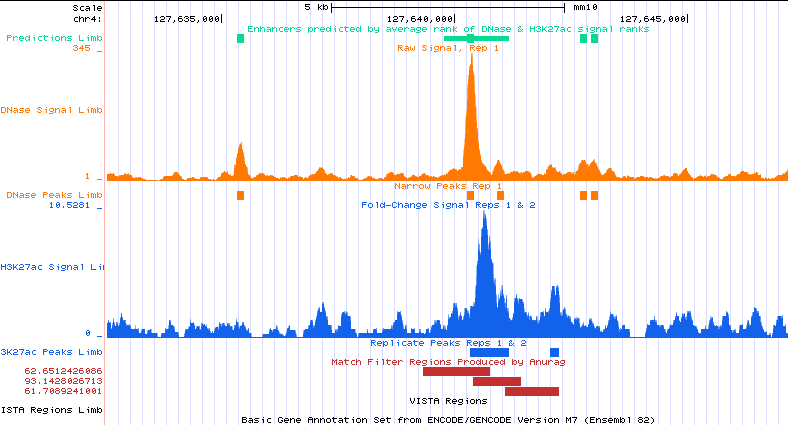 Scale 5 kb mm10
chr4: 127,635,000 127,640,000 127,645,000
Enhancers predicted by average rank of DNase & H3K27ac signal ranks
Predictions Limb
345 _ Raw Signal, Rep 1
DNase Signal Limb
1 _
Narrow Peaks Rep 1
DNase Peaks Limb
10.5281 _ Fold-Change Signal Reps 1 & 2
H3K27ac Signal Lim
0 _
Replicate Peaks Reps 1 & 2
3K27ac Peaks Limb
Match Filter Regions Produced by Anurag
62.6512426086
93.1428026713
61.7089241001
VISTA Regions
ISTA Regions Limb
Basic Gene Annotation Set from ENCODE/GENCODE Version M7 (Ensembl 82)